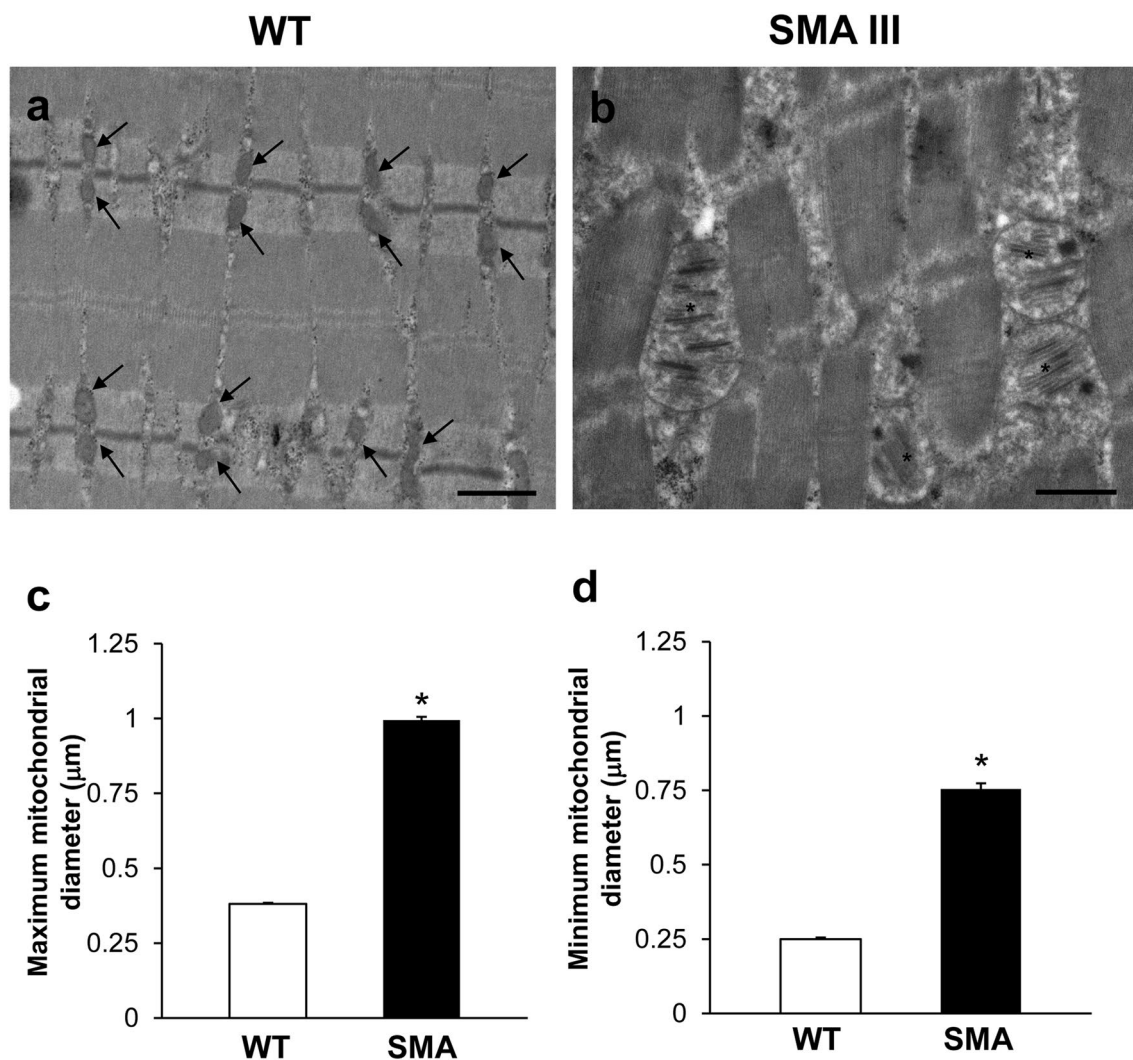 WT
SMA III
a
b
c
d
Maximum mitochondrial
diameter (μm)
1.25
1
0.75
0.5
0.25
0
*
WT
SMA
Minimum mitochondrial
diameter (μm)
1.25
1
0.75
0.5
0.25
0
*
WT
SMA